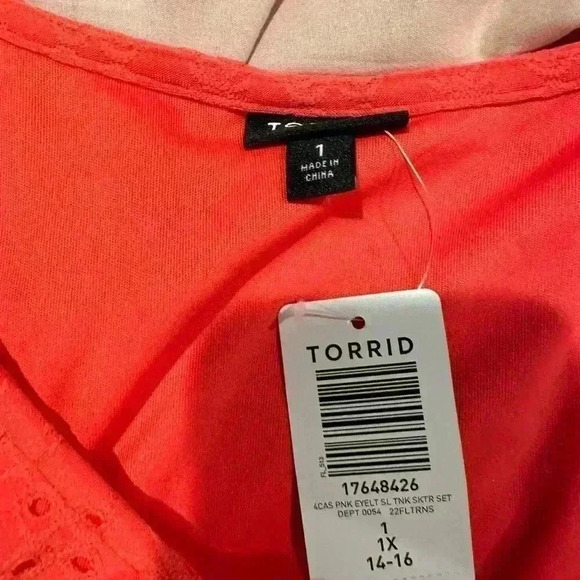 1
MADE IN
CHINA
TORRID
FL_513
17648426
4CAS PNK EYELT SL TNK SKTR SET
DEPT 0054 22FLTRNS
1
1X
14-16